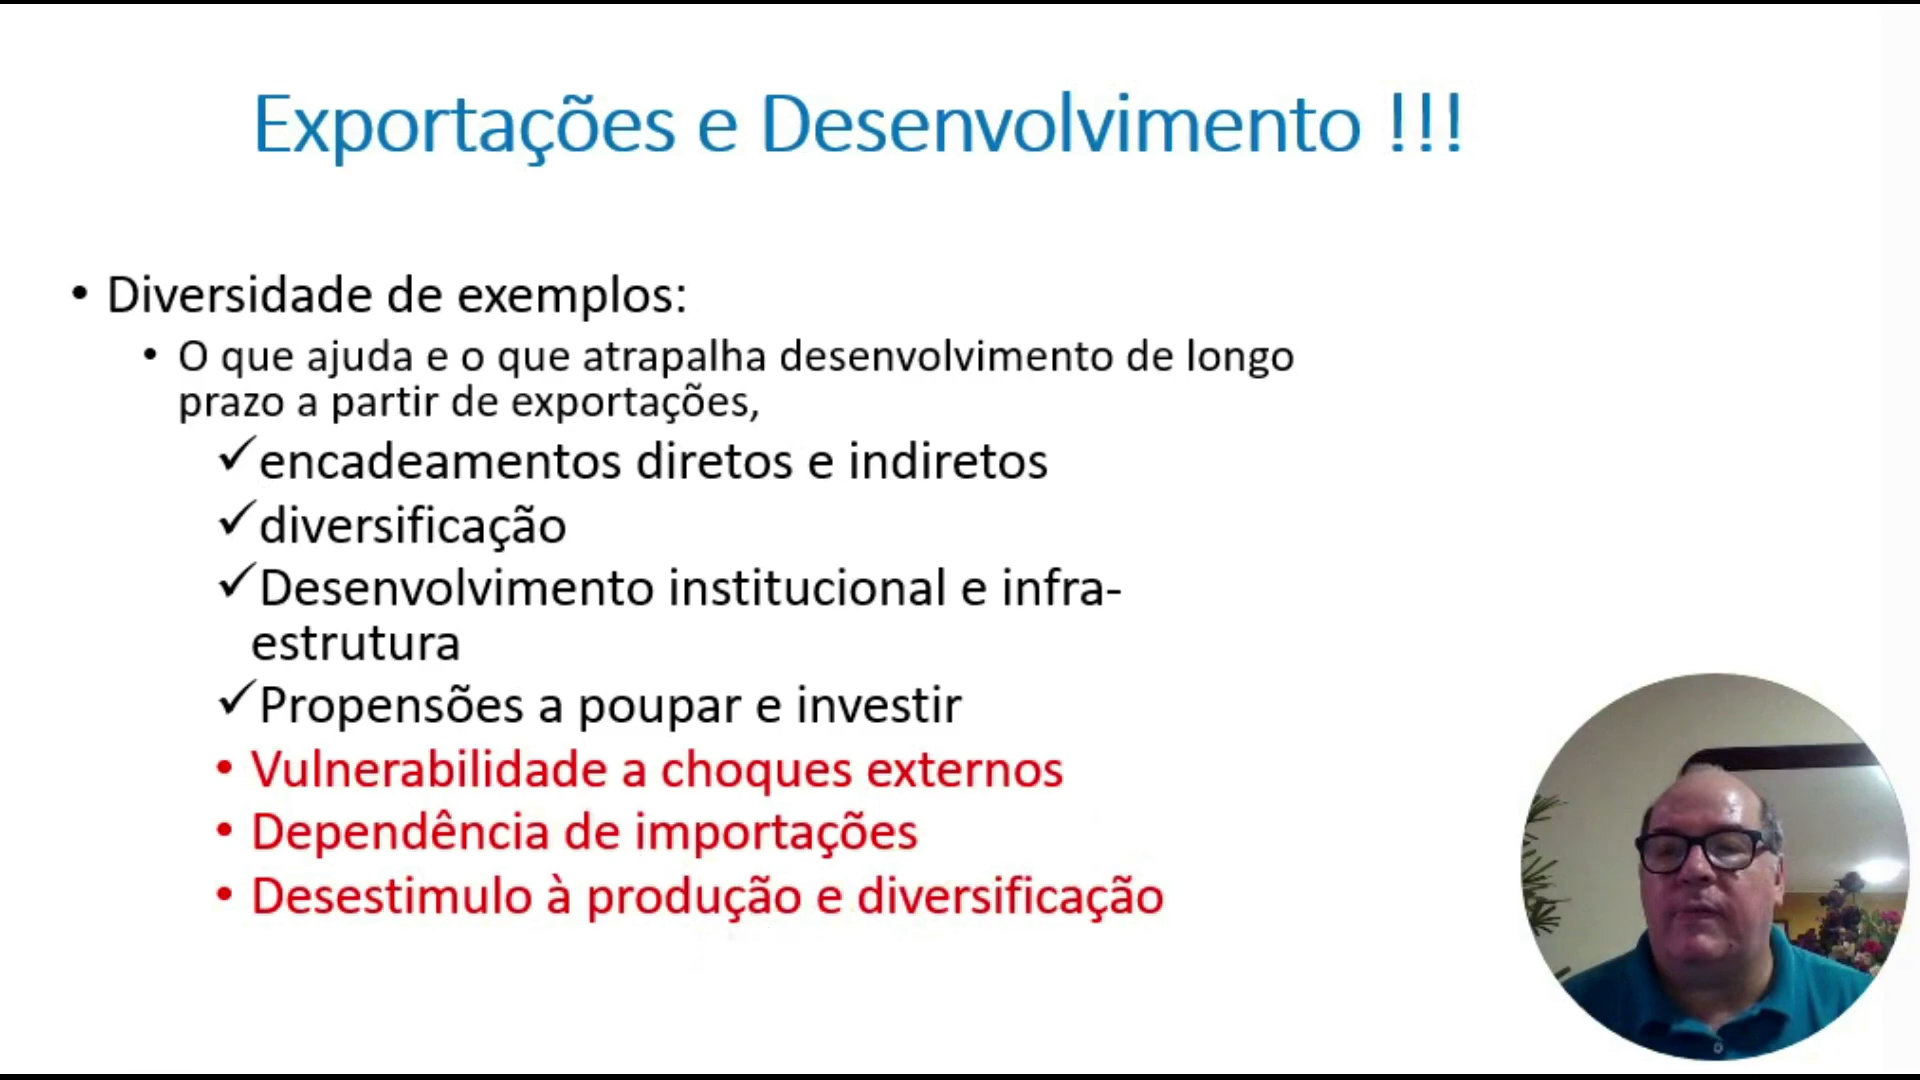 Exportações e Desenvolvimento !!!
• Diversidade de exemplos:
• O que ajuda e o que atrapalha desenvolvimento de longo
prazo a partir de exportações,
✓encadeamentos diretos e indiretos
✓diversificação
✓Desenvolvimento institucional e infra-
estrutura
✓Propensões a poupar e investir
• Vulnerabilidade a choques externos
• Dependência de importações
• Desestimulo à produção e diversificação